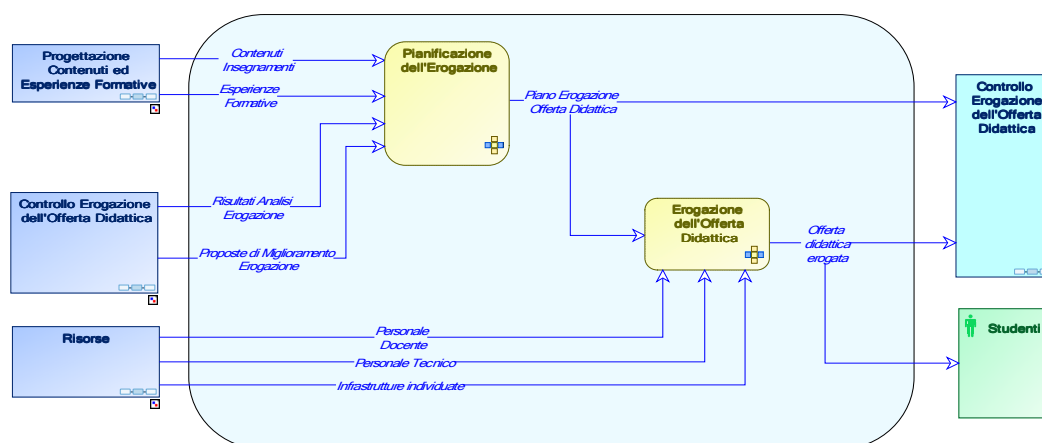 Progettazione
Contenuti ed
Esperienze Formative
Contenuti
Insegnamenti
Esperienze
Formative
Pianificazione
dell'Erogazione
Piano Erogazione
Offerta Didattica
Controllo
Erogazione
dell'Offerta
Didattica
Controllo Erogazione
dell'Offerta Didattica
Risultati Analisi
Erogazione
Proposte di Miglioramento
Erogazione
Erogazione
dell'Offerta
Didattica
Offerta
didattica
erogata
Risorse
Personale
Docente
Personale Tecnico
Infrastrutture individuate
Studenti